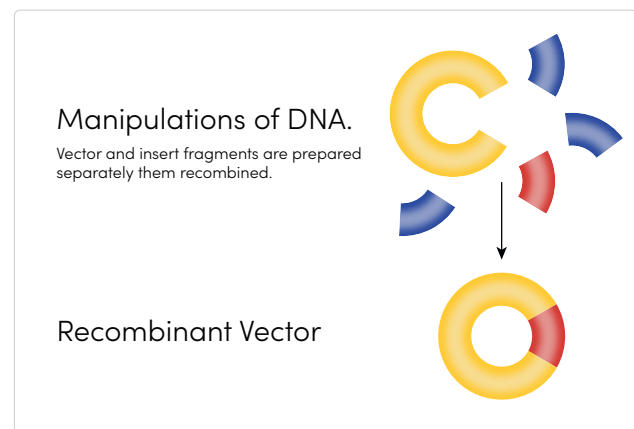 Manipulations of DNA.
Vector and insert fragments are prepared
separately them recombined.
Recombinant Vector